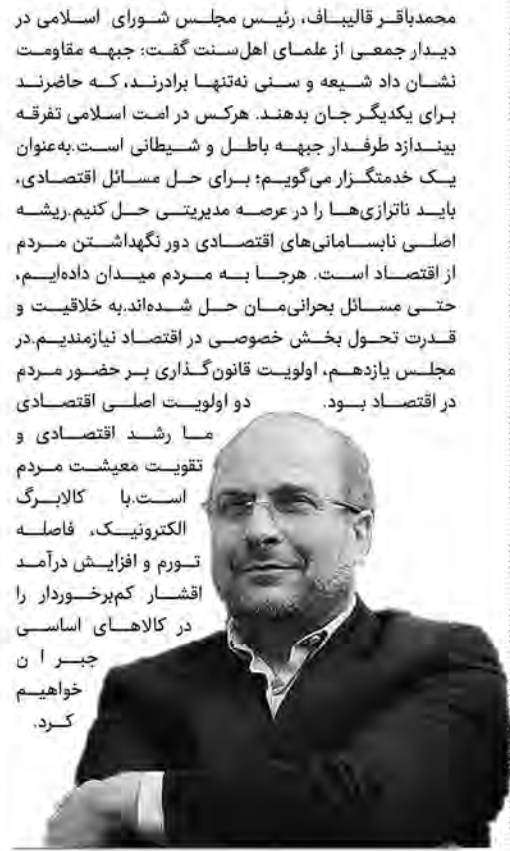 محمدباقر قالیباف، رئیس مجلس شورای اسلامی در
دیدار جمعی از علمای اهل‌سنت گفت: جبهه مقاومت
نشان داد شیعه و سنی نه‌تنها برادرند، که حاضرند
برای یکدیگر جان بدهند. هرکس در امت اسلامی تفرقه
بیندازد طرفدار جبهه باطل و شیطانی است.به‌عنوان
یک خدمتگزار می‌گویم؛ برای حل مسائل اقتصادی،
باید ناترازی‌ها را در عرصه مدیریتی حل کنیم.ریشه
اصلی نابسامانی‌های اقتصادی دور نگهداشتن مردم
از اقتصاد است. هرجا به مردم میدان داده‌ایم،
حتی مسائل بحرانی‌مان حل شده‌اند.به خلاقیت و
قدرت تحول بخش خصوصی در اقتصاد نیازمندیم.در
مجلس یازدهم، اولویت قانون‌گذاری بر حضور مردم
در اقتصاد بود. دو اولویت اصلی اقتصادی
ما رشد اقتصادی و
تقویت معیشت مردم
است.با کالابرگ
الکترونیک، فاصله
تورم و افزایش درآمد
اقشار کم‌برخوردار را
در کالاهای اساسی
جبران
خواهیم
کرد.